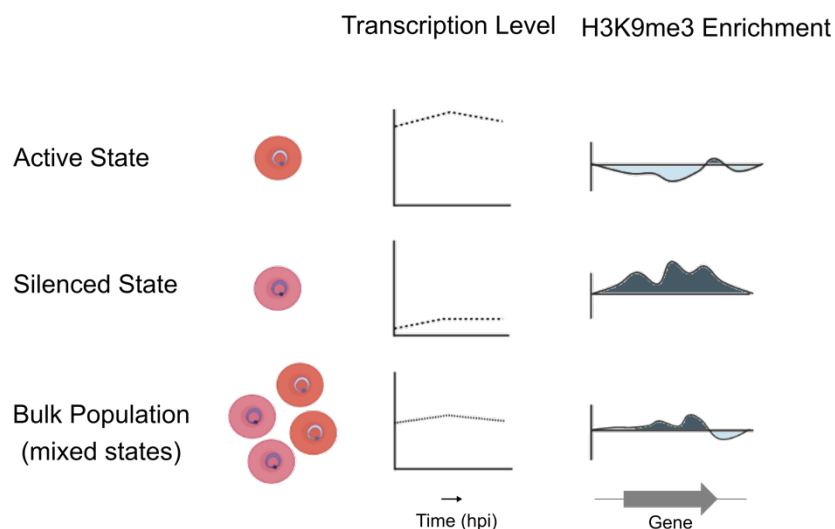 Transcription Level
H3K9me3 Enrichment
Active State
Silenced State
Bulk Population
(mixed states)
Time (hpi)
Gene